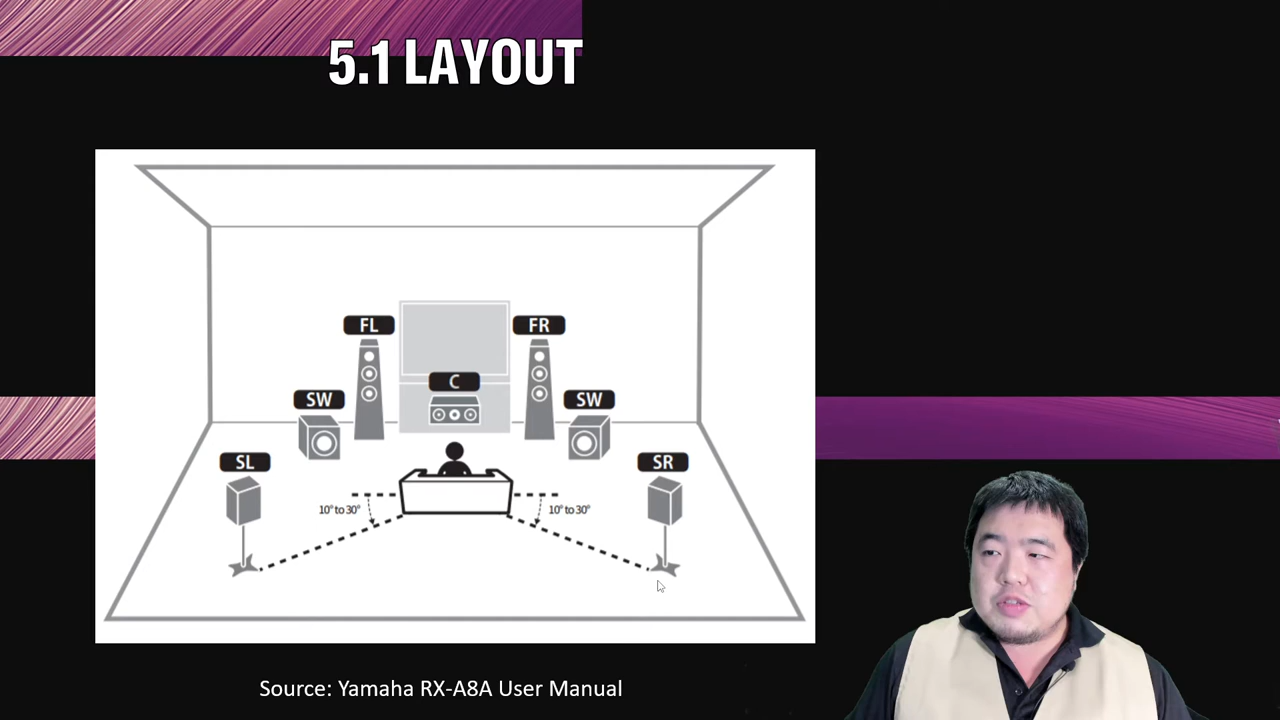 5.1 LAYOUT
FL
FR
C
SW
SW
SL
SR
10° to 30°
10° to 30°
Source: Yamaha RX-A8A User Manual